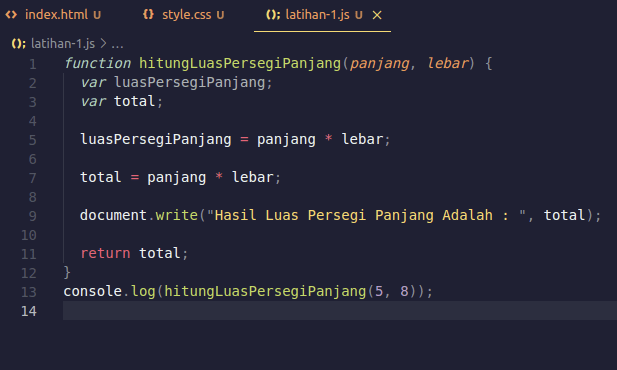 <> index.html U {} style.css U (); latihan-1.js U ×
(); latihan-1.js > ...
1 function hitungLuasPersegiPanjang(panjang, lebar) {
2 var luasPersegiPanjang;
3 var total;
4
5 luasPersegiPanjang = panjang * lebar;
6
7 total = panjang * lebar;
8
9 document.write("Hasil Luas Persegi Panjang Adalah : ", total);
10
11 return total;
12 }
13 console.log(hitungLuasPersegiPanjang(5, 8));
14